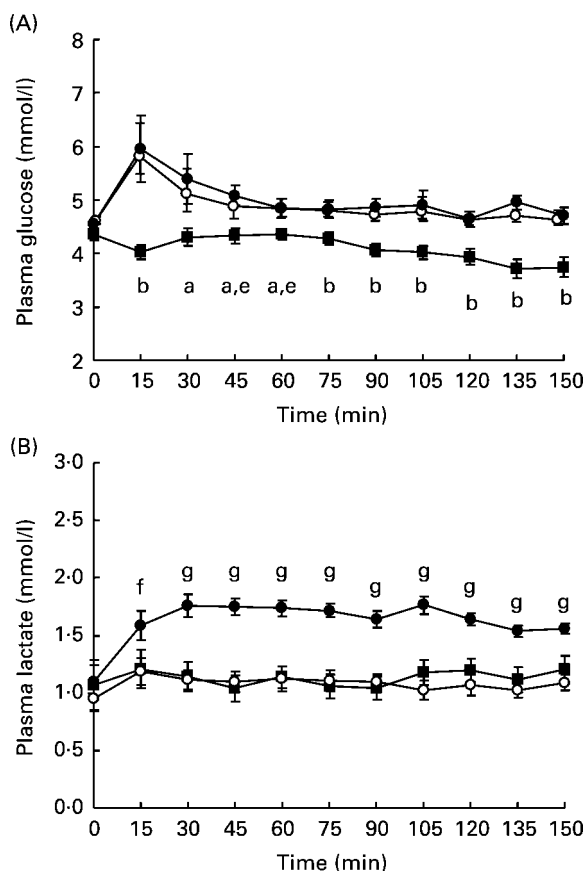 (A)
8
7
6
5
4
3
2
Plasma glucose (mmol/l)
b a a,e a,e b b b b b b
0 15 30 45 60 75 90 105 120 135 150
Time (min)
(B)
3·0
2·5
2·0
1·5
1·0
0·5
0·0
Plasma lactate (mmol/l)
f g g g g g g g g g
0 15 30 45 60 75 90 105 120 135 150
Time (min)